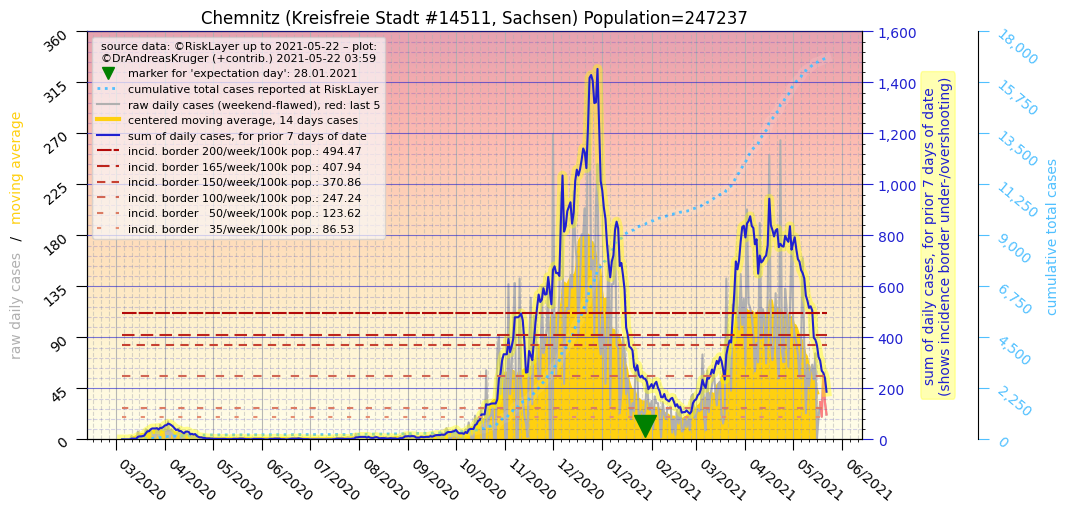 Chemnitz (Kreisfreie Stadt #14511, Sachsen) Population=247237
source data: ©RiskLayer up to 2021-05-22 – plot:
©DrAndreasKruger (+contrib.) 2021-05-22 03:59
marker for 'expectation day': 28.01.2021
cumulative total cases reported at RiskLayer
raw daily cases (weekend-flawed), red: last 5
centered moving average, 14 days cases
sum of daily cases, for prior 7 days of date
incid. border 200/week/100k pop.: 494.47
incid. border 165/week/100k pop.: 407.94
incid. border 150/week/100k pop.: 370.86
incid. border 100/week/100k pop.: 247.24
incid. border 50/week/100k pop.: 123.62
incid. border 35/week/100k pop.: 86.53
raw daily cases / moving average
360
315
270
225
180
135
90
45
0
1,600
1,400
1,200
1,000
800
600
400
200
0
sum of daily cases, for prior 7 days of date
(shows incidence border under-/overshooting)
18,000
15,750
13,500
11,250
9,000
6,750
4,500
2,250
0
cumulative total cases
03/2020
04/2020
05/2020
06/2020
07/2020
08/2020
09/2020
10/2020
11/2020
12/2020
01/2021
02/2021
03/2021
04/2021
05/2021
06/2021